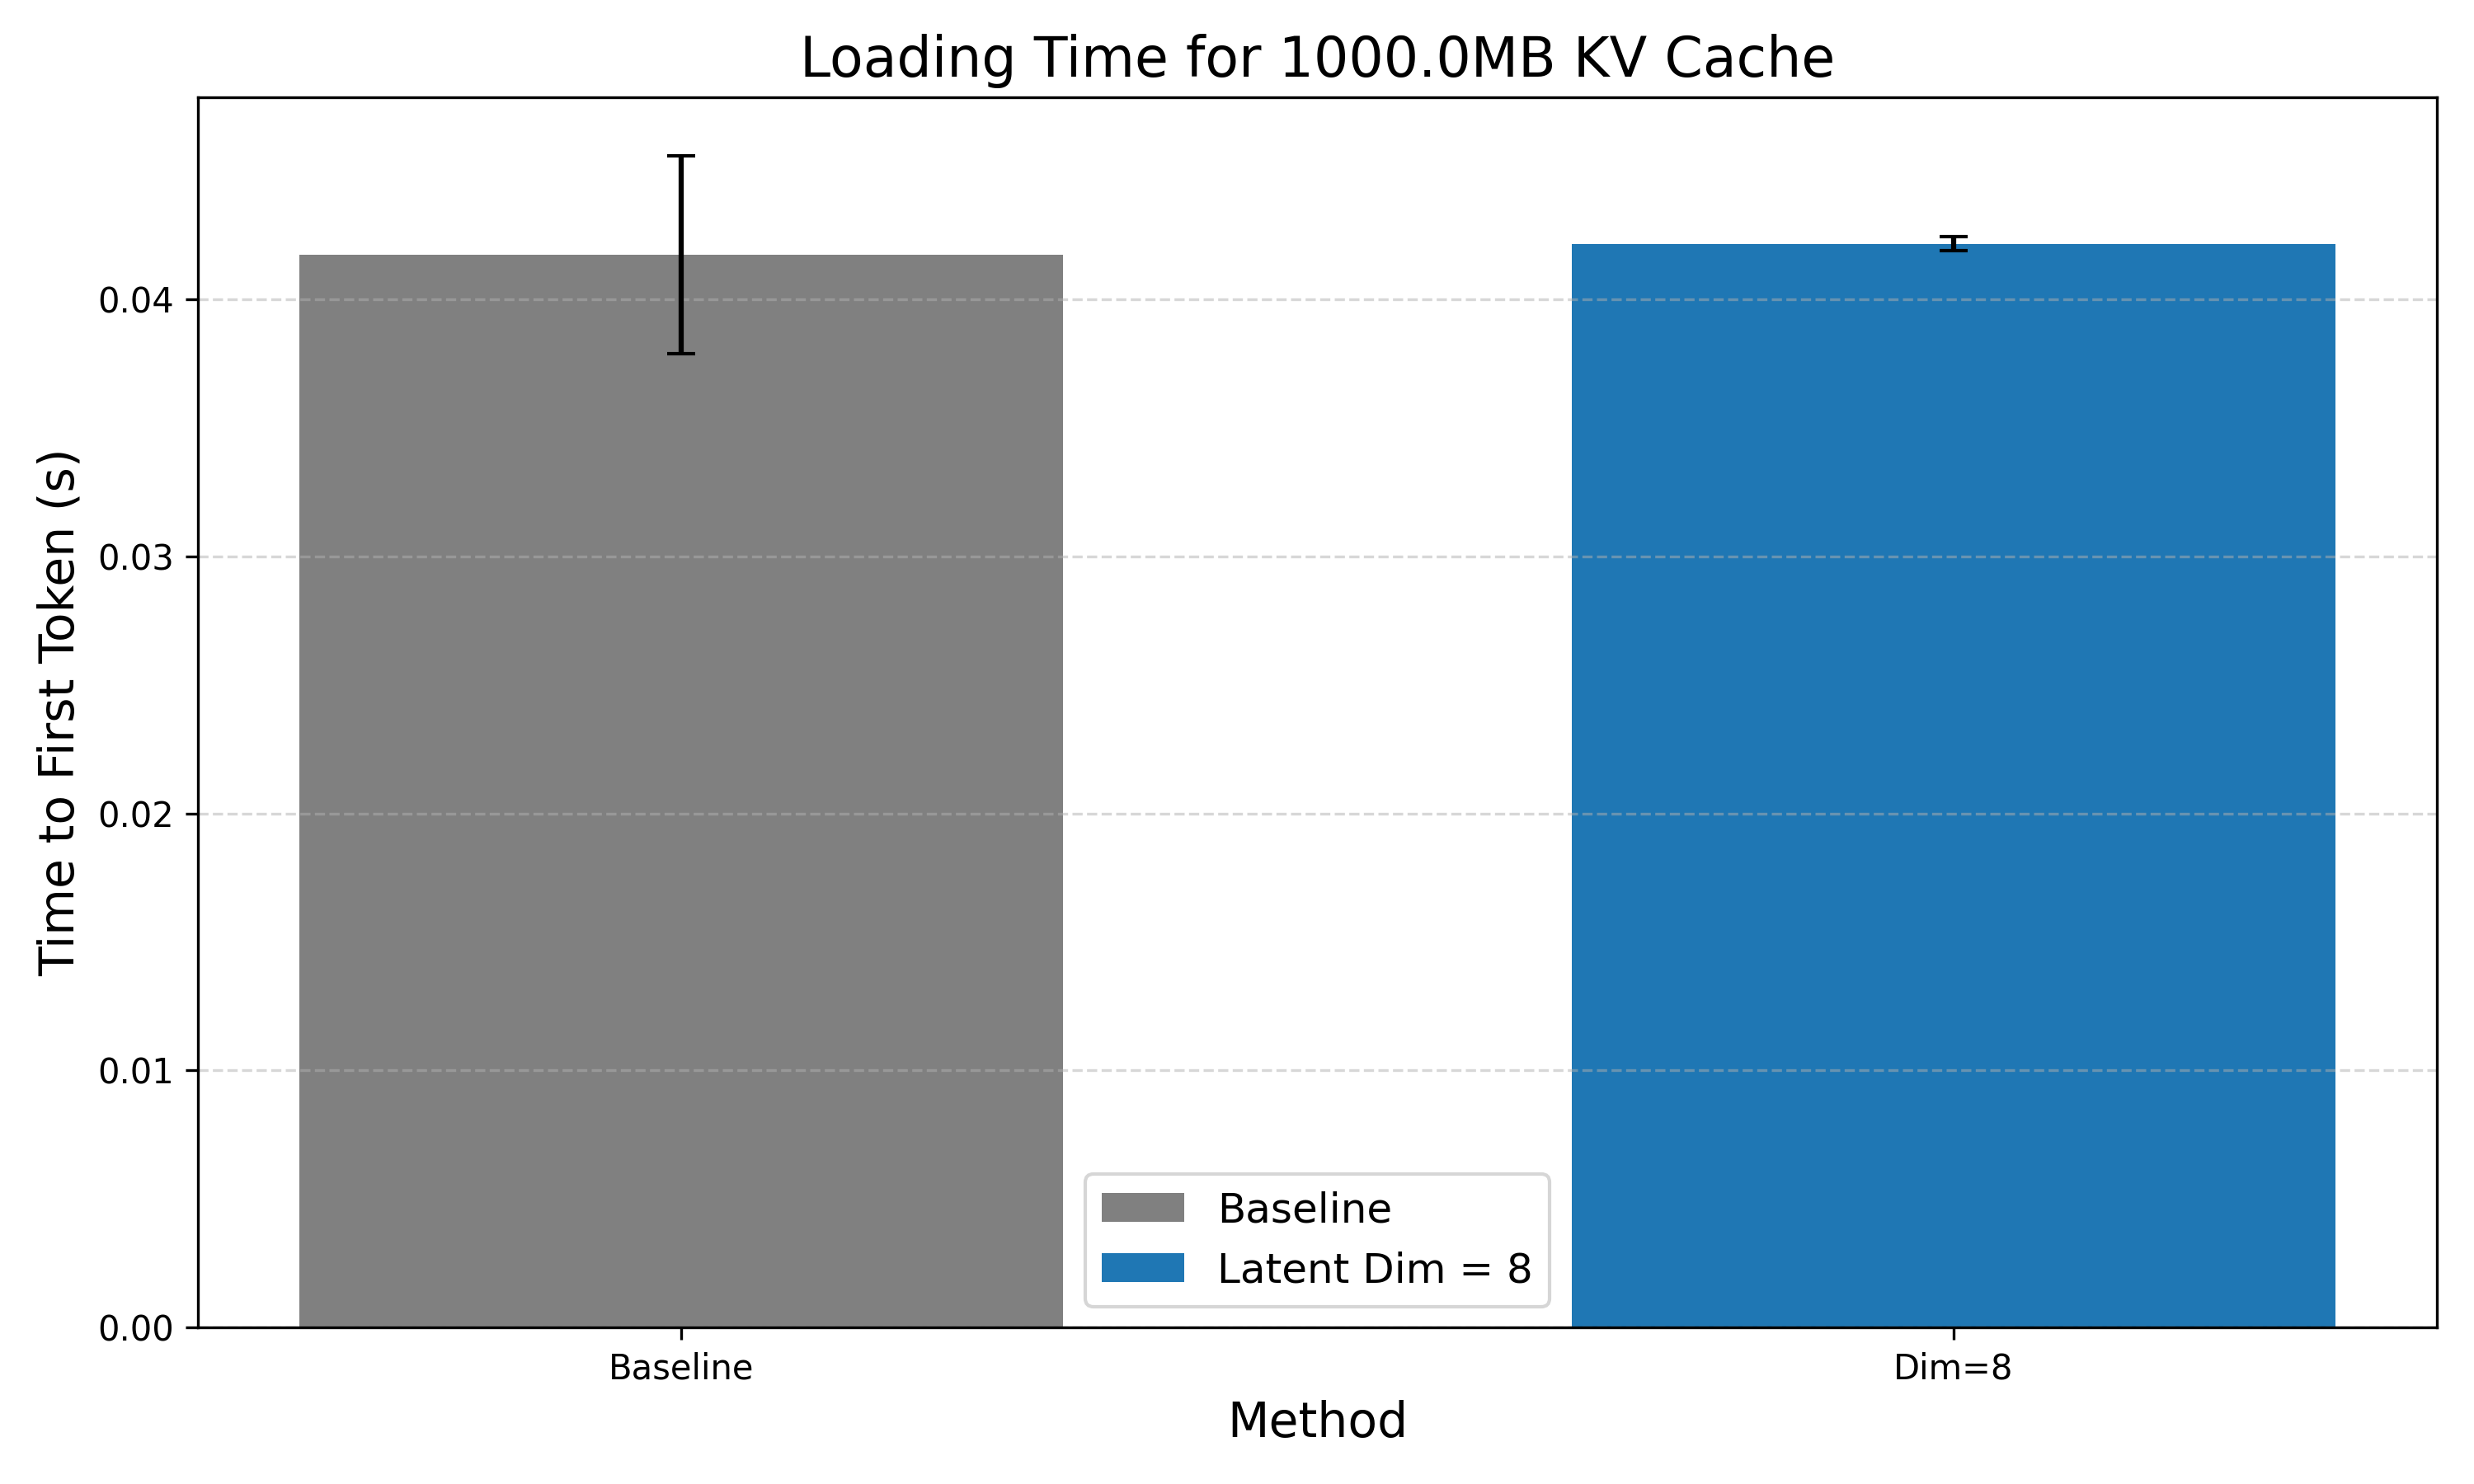 Loading Time for 1000.0MB KV Cache
Time to First Token (s)
0.04
0.03
0.02
0.01
0.00
Baseline
Latent Dim = 8
Baseline
Dim=8
Method